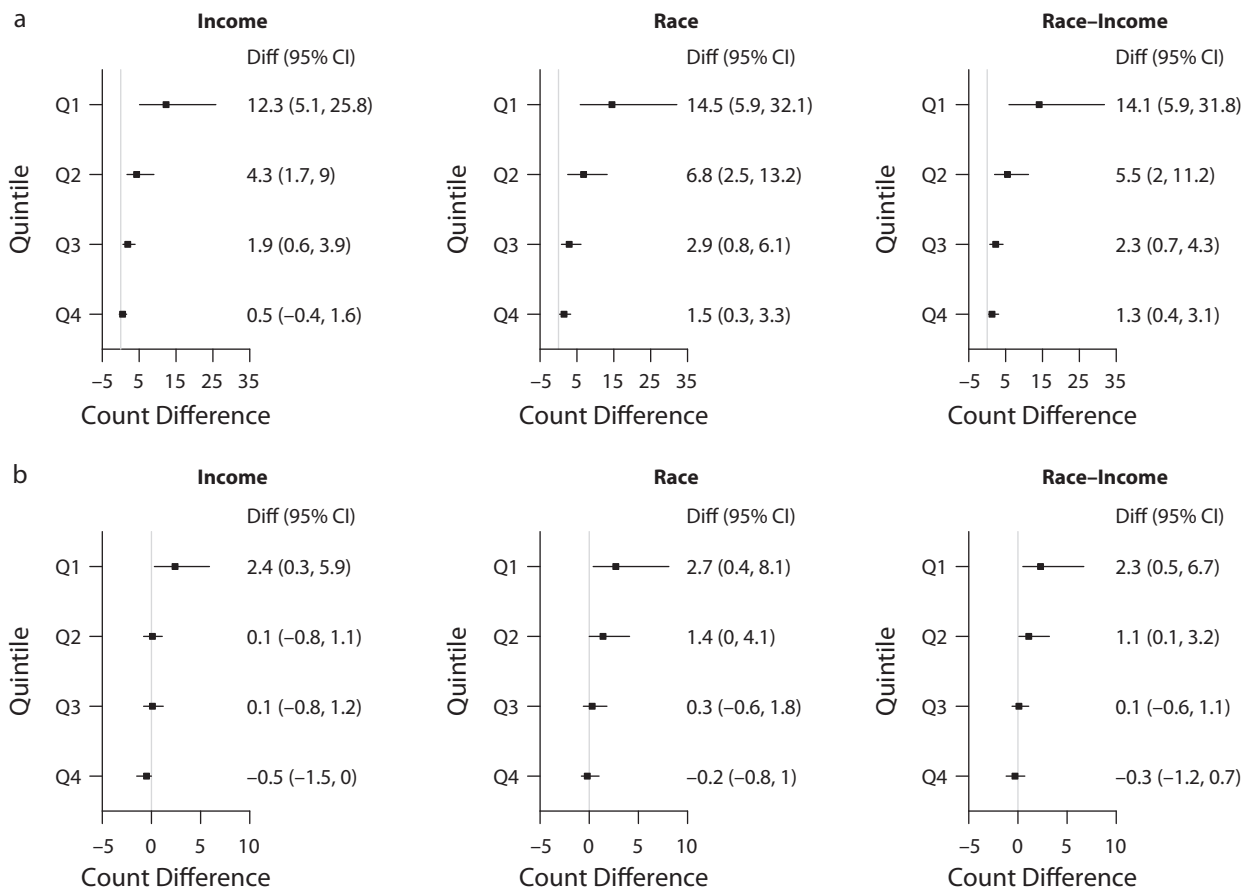 a
Income
Diff (95% CI)
Q1
12.3 (5.1, 25.8)
Q2
4.3 (1.7, 9)
Q3
1.9 (0.6, 3.9)
Q4
0.5 (−0.4, 1.6)
Quintile
−5 5 15 25 35
Count Difference
Race
Diff (95% CI)
Q1
14.5 (5.9, 32.1)
Q2
6.8 (2.5, 13.2)
Q3
2.9 (0.8, 6.1)
Q4
1.5 (0.3, 3.3)
Quintile
−5 5 15 25 35
Count Difference
Race–Income
Diff (95% CI)
Q1
14.1 (5.9, 31.8)
Q2
5.5 (2, 11.2)
Q3
2.3 (0.7, 4.3)
Q4
1.3 (0.4, 3.1)
Quintile
−5 5 15 25 35
Count Difference
b
Income
Diff (95% CI)
Q1
2.4 (0.3, 5.9)
Q2
0.1 (−0.8, 1.1)
Q3
0.1 (−0.8, 1.2)
Q4
−0.5 (−1.5, 0)
Quintile
−5 0 5 10
Count Difference
Race
Diff (95% CI)
Q1
2.7 (0.4, 8.1)
Q2
1.4 (0, 4.1)
Q3
0.3 (−0.6, 1.8)
Q4
−0.2 (−0.8, 1)
Quintile
−5 0 5 10
Count Difference
Race–Income
Diff (95% CI)
Q1
2.3 (0.5, 6.7)
Q2
1.1 (0.1, 3.2)
Q3
0.1 (−0.6, 1.1)
Q4
−0.3 (−1.2, 0.7)
Quintile
−5 0 5 10
Count Difference